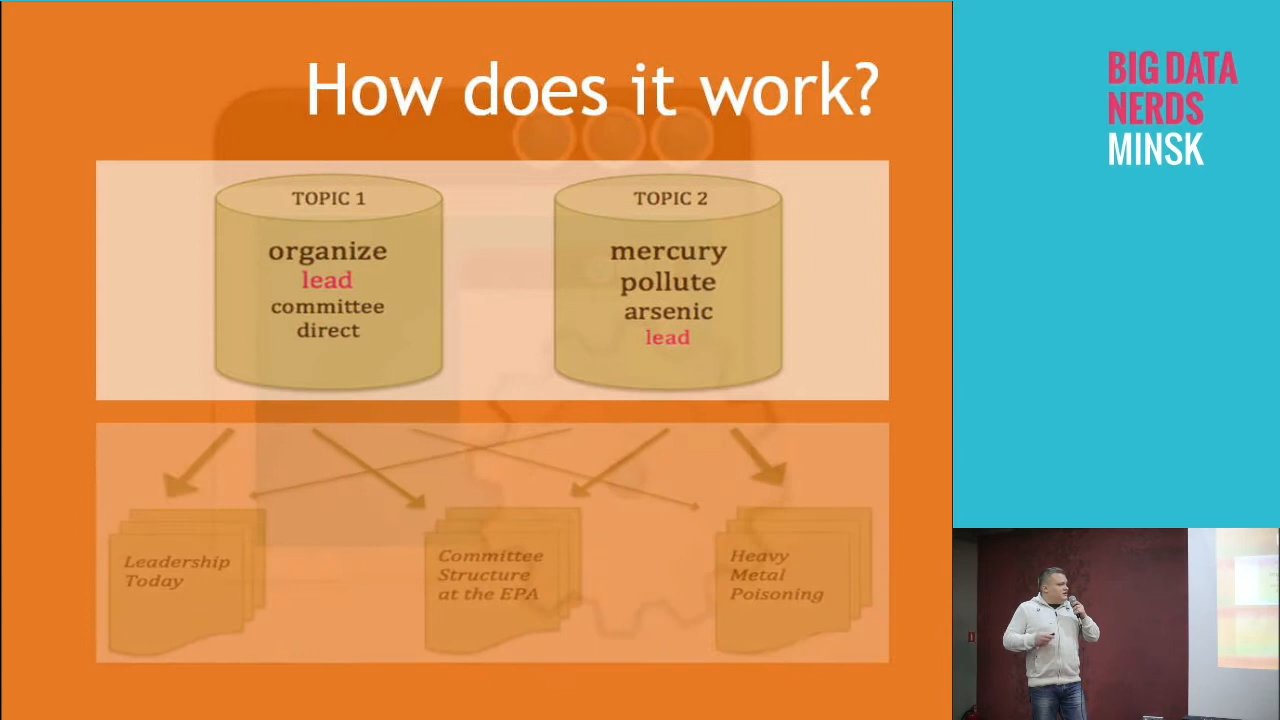 How does it work?
TOPIC 1
organize
lead
committee
direct
TOPIC 2
mercury
pollute
arsenic
lead
Leadership
Today
Committee
Structure
at the EPA
Heavy
Metal
Poisoning
BIG DATA
NERDS
MINSK